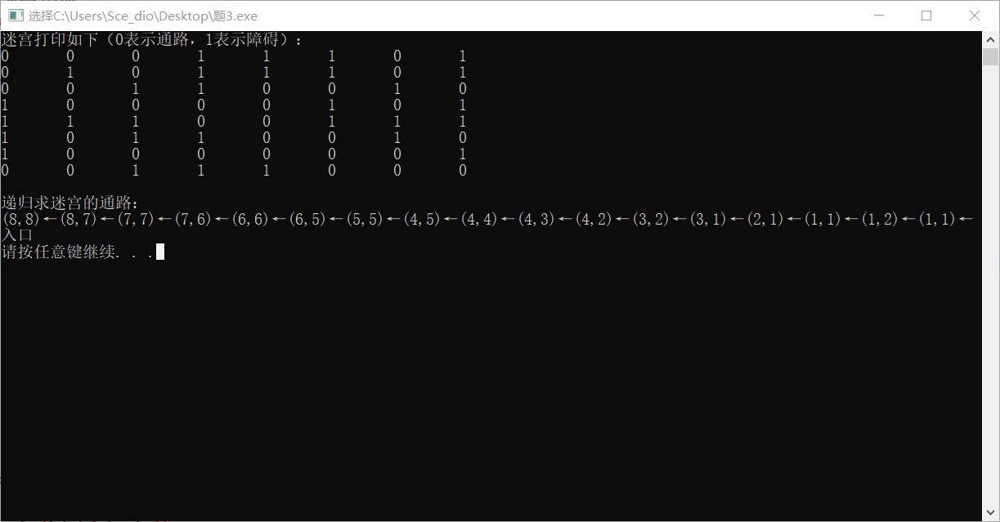 选择C:\Users\Sce_dio\Desktop\题3.exe
迷宫打印如下（0表示通路，1表示障碍）：
0 0 0 1 1 1 0 1
0 1 0 1 1 1 0 1
0 0 1 1 0 0 1 0
1 0 0 0 0 1 0 1
1 1 1 0 0 1 1 1
1 0 1 1 0 0 1 0
1 0 0 0 0 0 0 1
0 0 1 1 1 0 0 0
递归求迷宫的通路：
(8,8)←(8,7)←(7,7)←(7,6)←(6,6)←(6,5)←(5,5)←(4,5)←(4,4)←(4,3)←(4,2)←(3,2)←(3,1)←(2,1)←(1,1)←(1,2)←(1,1)←
入口
请按任意键继续. . .